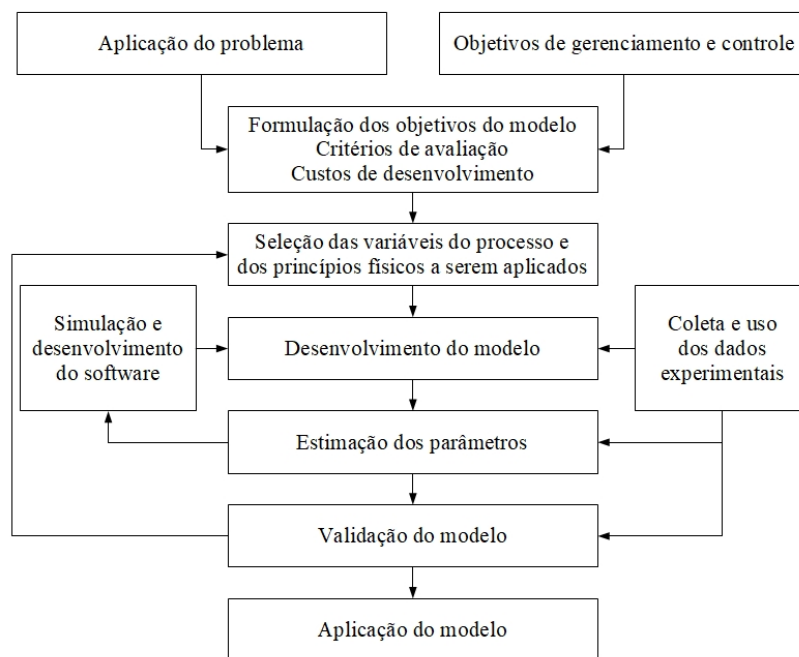 Aplicação do problema
Objetivos de gerenciamento e controle
Formulação dos objetivos do modelo
Critérios de avaliação
Custos de desenvolvimento
Seleção das variáveis do processo e
dos princípios físicos a serem aplicados
Simulação e
desenvolvimento
do software
Desenvolvimento do modelo
Coleta e uso
dos dados
experimentais
Estimação dos parâmetros
Validação do modelo
Aplicação do modelo